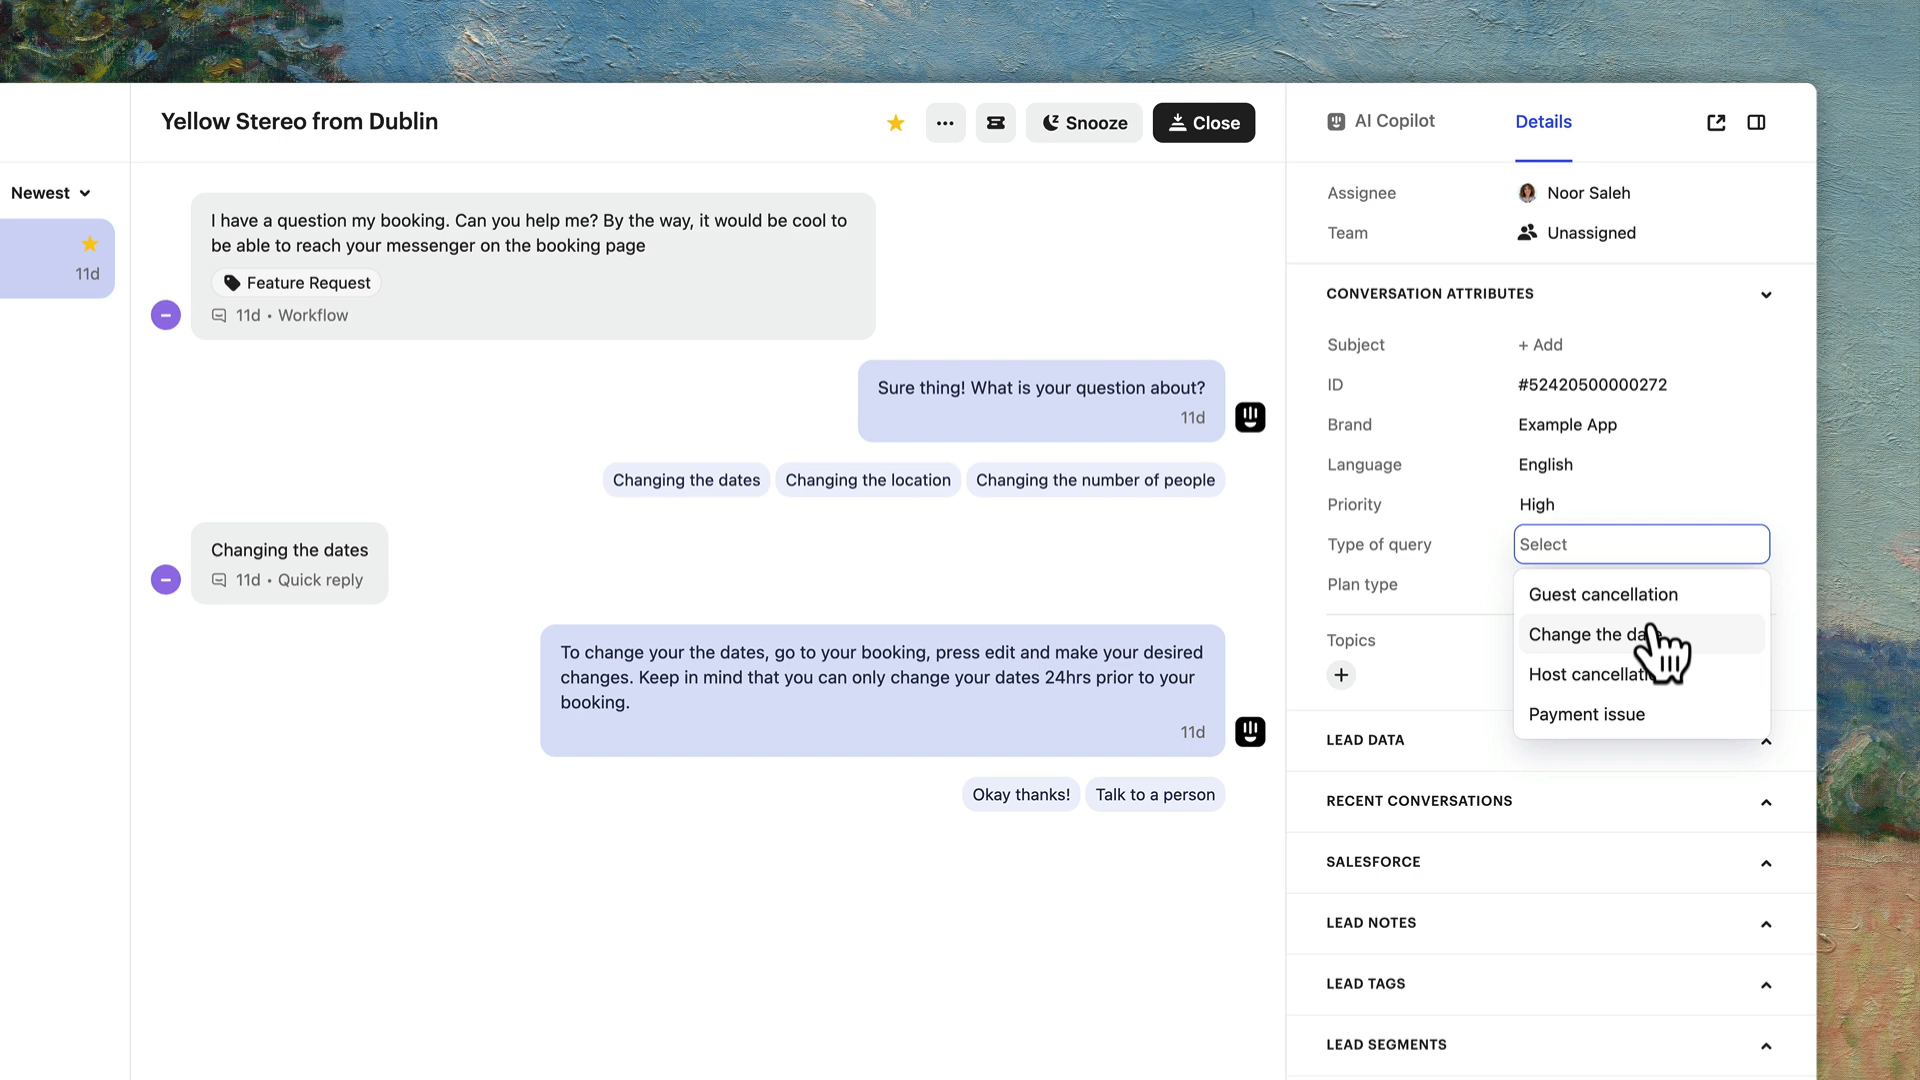 Yellow Stereo from Dublin
Snooze
Close
AI Copilot
Details
Newest
11d
I have a question my booking. Can you help me? By the way, it would be cool to
be able to reach your messenger on the booking page
Feature Request
11d • Workflow
Sure thing! What is your question about?
11d
Changing the dates
Changing the location
Changing the number of people
Changing the dates
11d • Quick reply
To change your the dates, go to your booking, press edit and make your desired
changes. Keep in mind that you can only change your dates 24hrs prior to your
booking.
11d
Okay thanks!
Talk to a person
Assignee
Noor Saleh
Team
Unassigned
CONVERSATION ATTRIBUTES
Subject
+ Add
ID
#52420500000272
Brand
Example App
Language
English
Priority
High
Type of query
Select
Plan type
Guest cancellation
Change the
Host
Payment issue
Topics
LEAD DATA
RECENT CONVERSATIONS
SALESFORCE
LEAD NOTES
LEAD TAGS
LEAD SEGMENTS